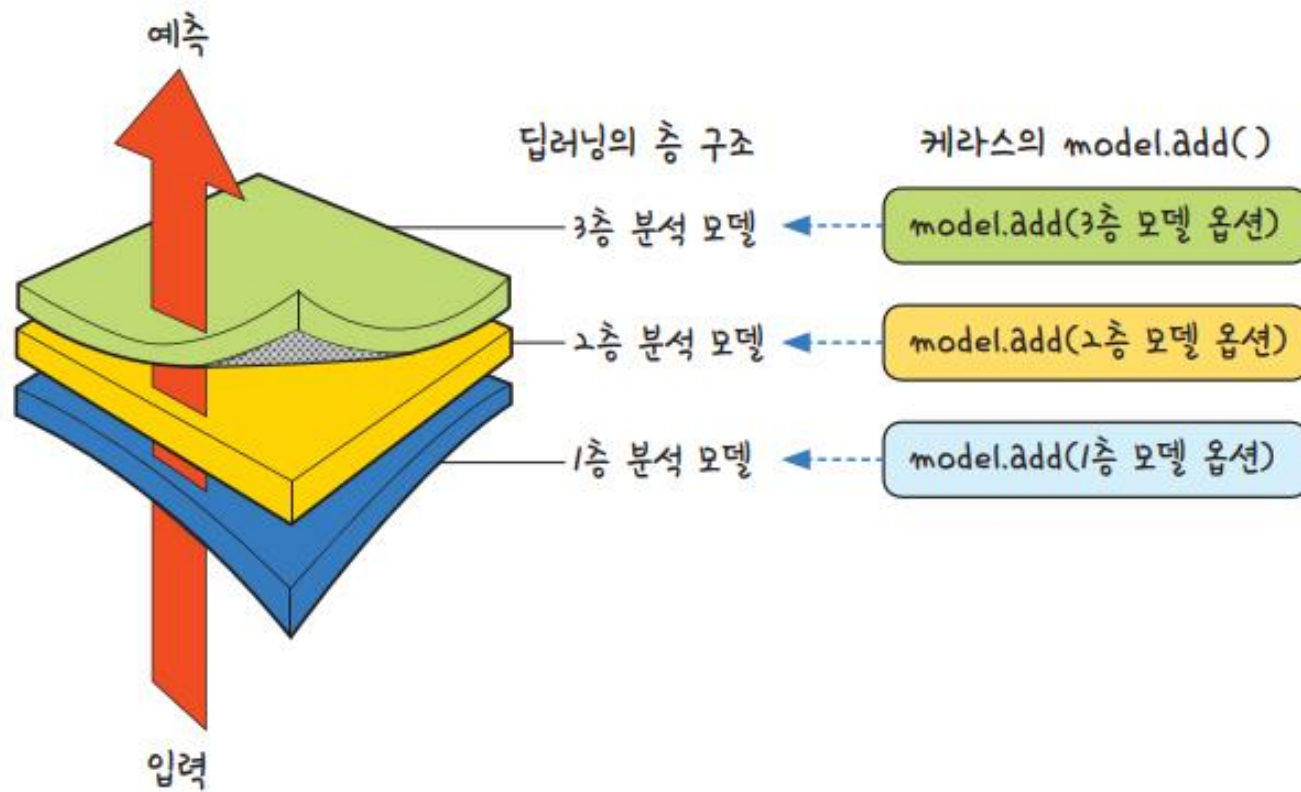 예측
딥러닝의 층 구조
케라스의 model.add()
3층 분석 모델
model.add(3층 모델 옵션)
2층 분석 모델
model.add(2층 모델 옵션)
1층 분석 모델
model.add(1층 모델 옵션)
입력